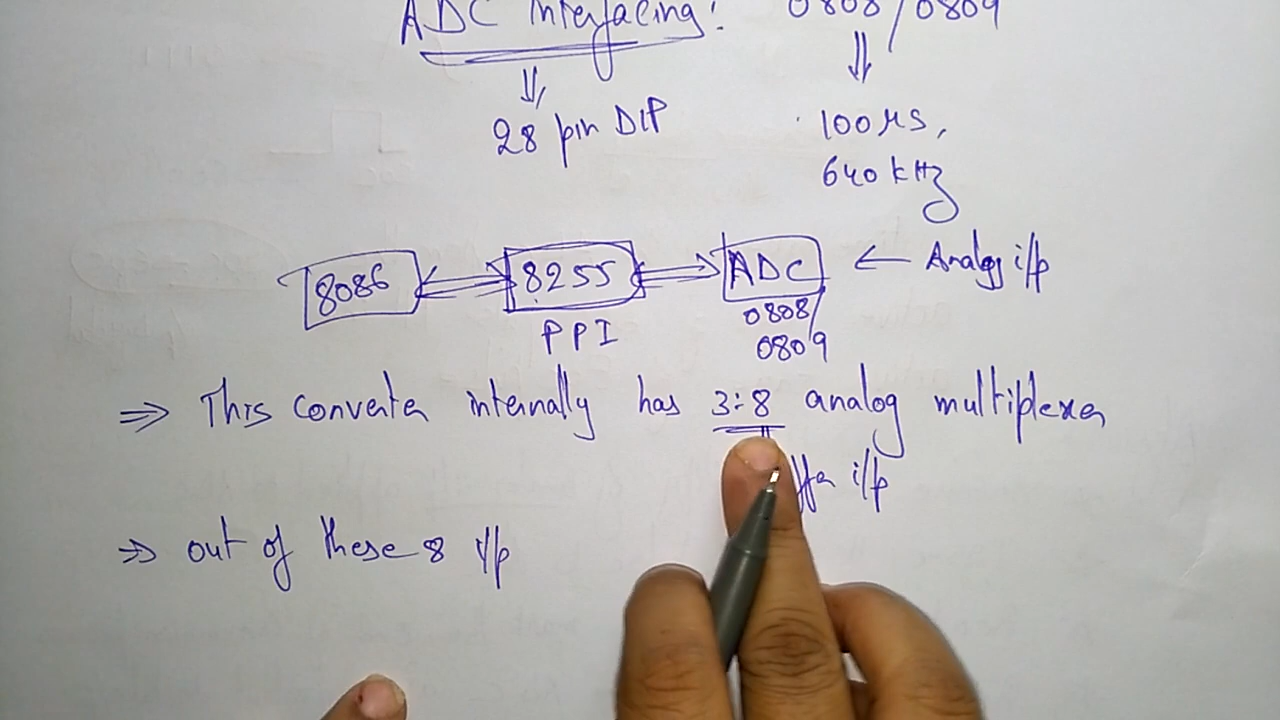 ADC Interfacing: 0808/0809
28 pin DIP
100 μs,
640 kHz
8086 8255 ADC ← Analog i/p
PPI 0808/
0809
⇒ This converter internally has 3:8 analog multiplexer
i/p
⇒ out of these 8 i/p